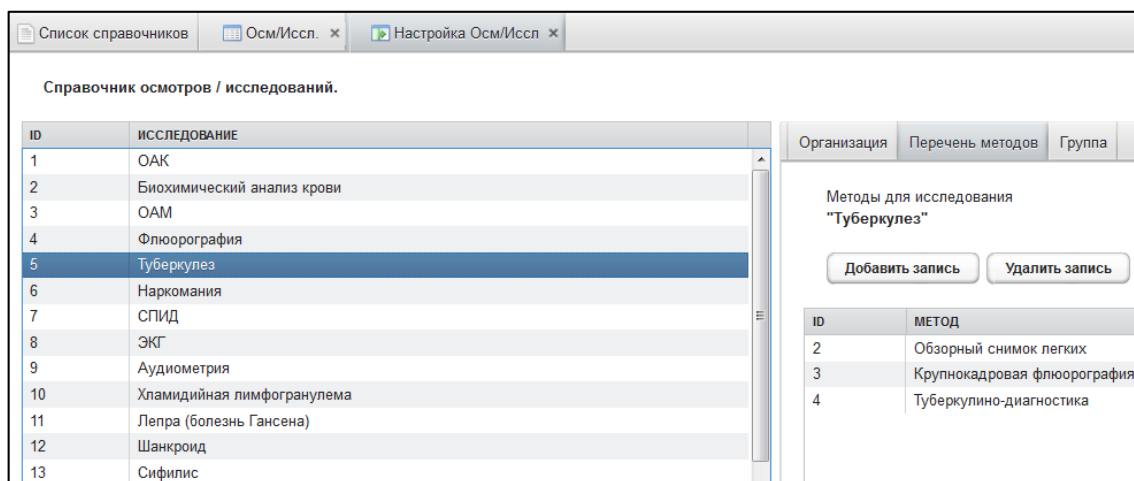 Список справочников Осм/Иссл. × Настройка Осм/Иссл ×
Справочник осмотров / исследований.
ID ИССЛЕДОВАНИЕ
1 ОАК
2 Биохимический анализ крови
3 ОАМ
4 Флюорография
5 Туберкулез
6 Наркомания
7 СПИД
8 ЭКГ
9 Аудиометрия
10 Хламидийная лимфогранулема
11 Лепра (болезнь Гансена)
12 Шанкроид
13 Сифилис
Организация Перечень методов Группа
Методы для исследования
"Туберкулез"
Добавить запись Удалить запись
ID МЕТОД
2 Обзорный снимок легких
3 Крупнокадровая флюорография
4 Туберкулино-диагностика